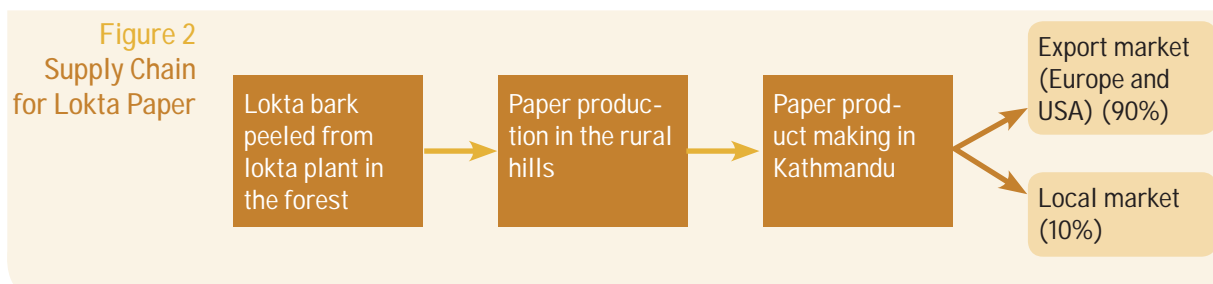 Figure 2
Supply Chain
for Lokta Paper
Lokta bark
peeled from
lokta plant in
the forest
Paper produc-
tion in the rural
hills
Paper prod-
uct making in
Kathmandu
Export market
(Europe and
USA) (90%)
Local market
(10%)